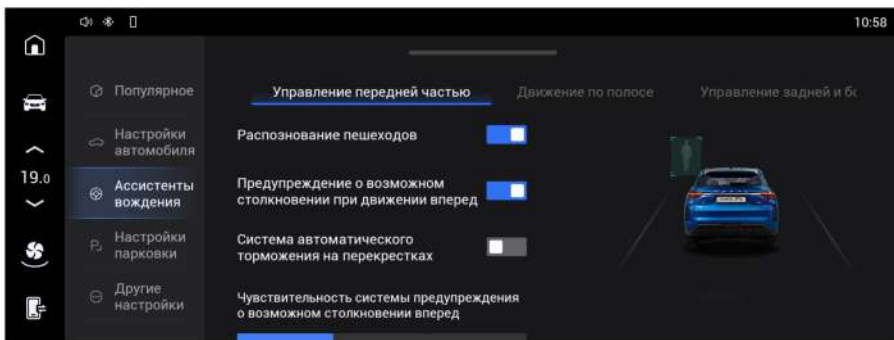 10:58
Популярное
Управление передней частью
Движение по полосе
Управление задней и бо
Настройки
автомобиля
Распознование пешеходов
19.0
Ассистенты
вождения
Предупреждение о возможном
столкновении при движении вперед
Настройки
парковки
Система автоматического
торможения на перекрестках
Другие
настройки
Чувствительность системы предупреждения
о возможном столкновении вперед